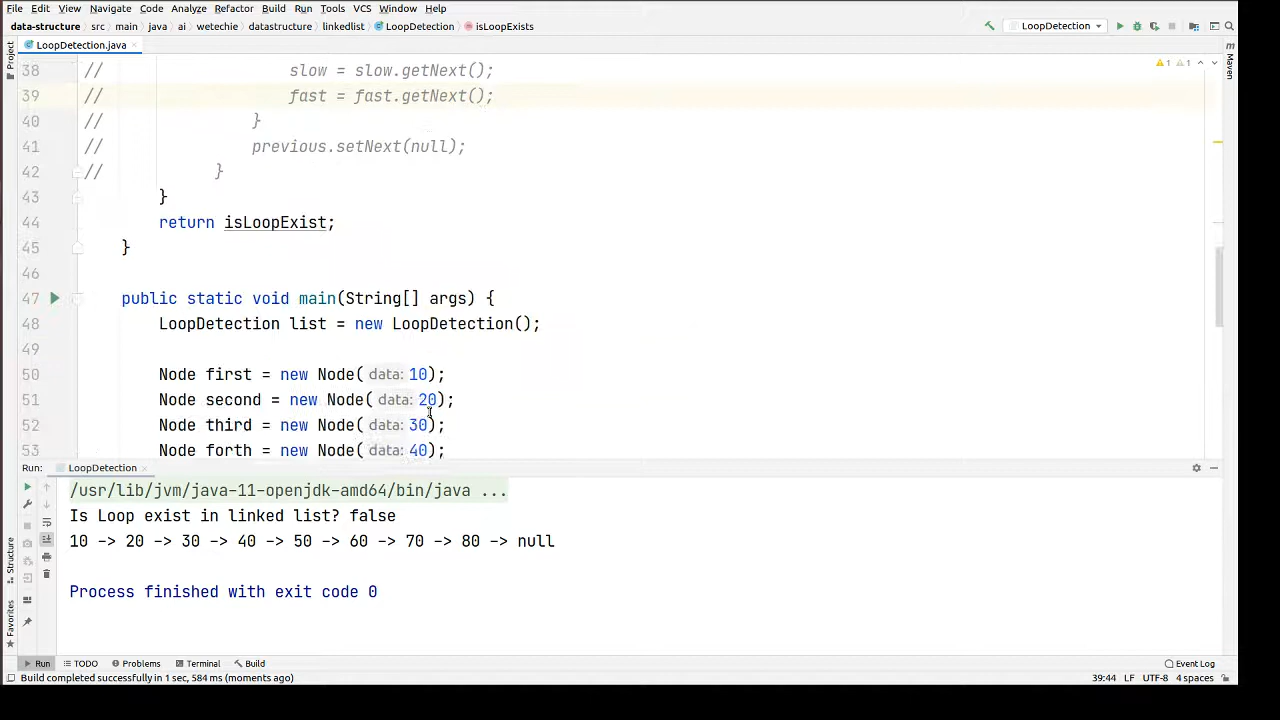 File Edit View Navigate Code Analyze Refactor Build Run Tools VCS Window Help
data-structure src main java ai wetechie datastructure linkedlist LoopDetection isLoopExists LoopDetection
Project LoopDetection.java Maven
1 1
38 // slow = slow.getNext();
39 // fast = fast.getNext();
40 // }
41 // previous.setNext(null);
42 // }
43 }
44 return isLoopExist;
45 }
46
47 public static void main(String[] args) {
48 LoopDetection list = new LoopDetection();
49
50 Node first = new Node( data: 10);
51 Node second = new Node( data: 20);
52 Node third = new Node( data: 30);
53 Node forth = new Node( data: 40);
Run: LoopDetection
/usr/lib/jvm/java-11-openjdk-amd64/bin/java ...
Is Loop exist in linked list? false
10 -> 20 -> 30 -> 40 -> 50 -> 60 -> 70 -> 80 -> null
Process finished with exit code 0
Structure
Favorites
Run TODO Problems Terminal Build Event Log
Build completed successfully in 1 sec, 584 ms (moments ago) 39:44 LF UTF-8 4 spaces